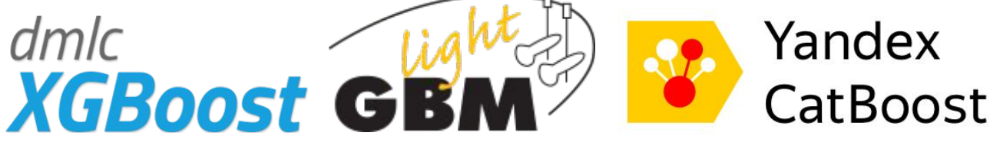 dmlc
XGBoost
light
GBM
Yandex
CatBoost